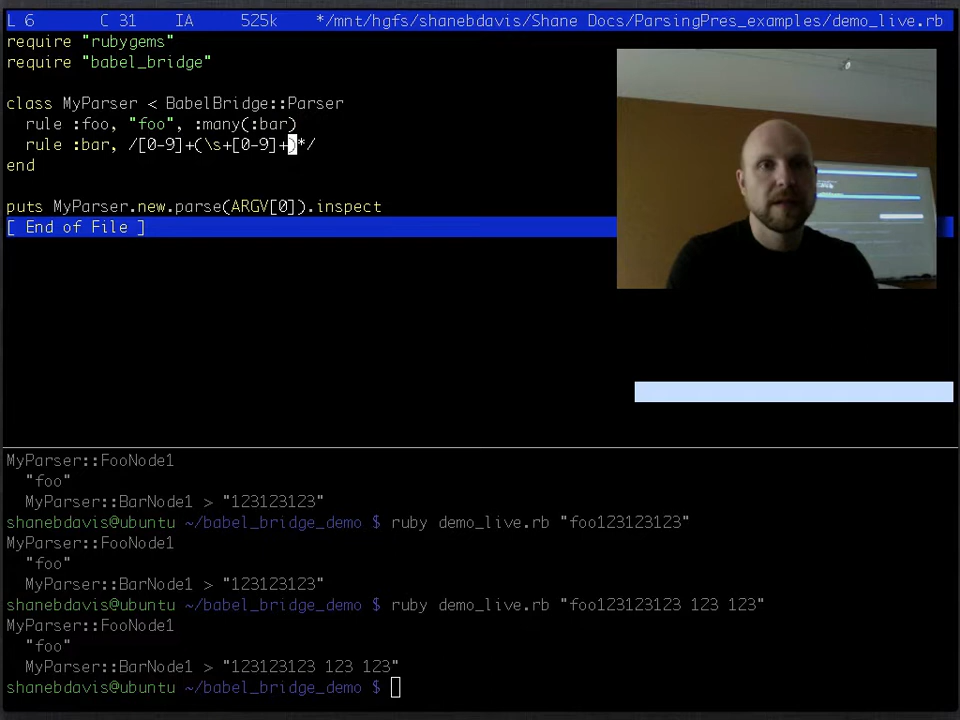 L 6 C 31 IA 525k */mnt/hgfs/shanebdavis/Shane Docs/ParsingPres_examples/demo_live.rb
require "rubygems"
require "babel_bridge"
class MyParser < BabelBridge::Parser
rule :foo, "foo", :many(:bar)
rule :bar, /[0-9]+(\s+[0-9]+)*/
end
puts MyParser.new.parse(ARGV[0]).inspect
[ End of File ]
MyParser::FooNode1
"foo"
MyParser::BarNode1 > "123123123"
shanebdavis@ubuntu ~/babel_bridge_demo $ ruby demo_live.rb "foo123123123"
MyParser::FooNode1
"foo"
MyParser::BarNode1 > "123123123"
shanebdavis@ubuntu ~/babel_bridge_demo $ ruby demo_live.rb "foo123123123 123 123"
MyParser::FooNode1
"foo"
MyParser::BarNode1 > "123123123 123 123"
shanebdavis@ubuntu ~/babel_bridge_demo $